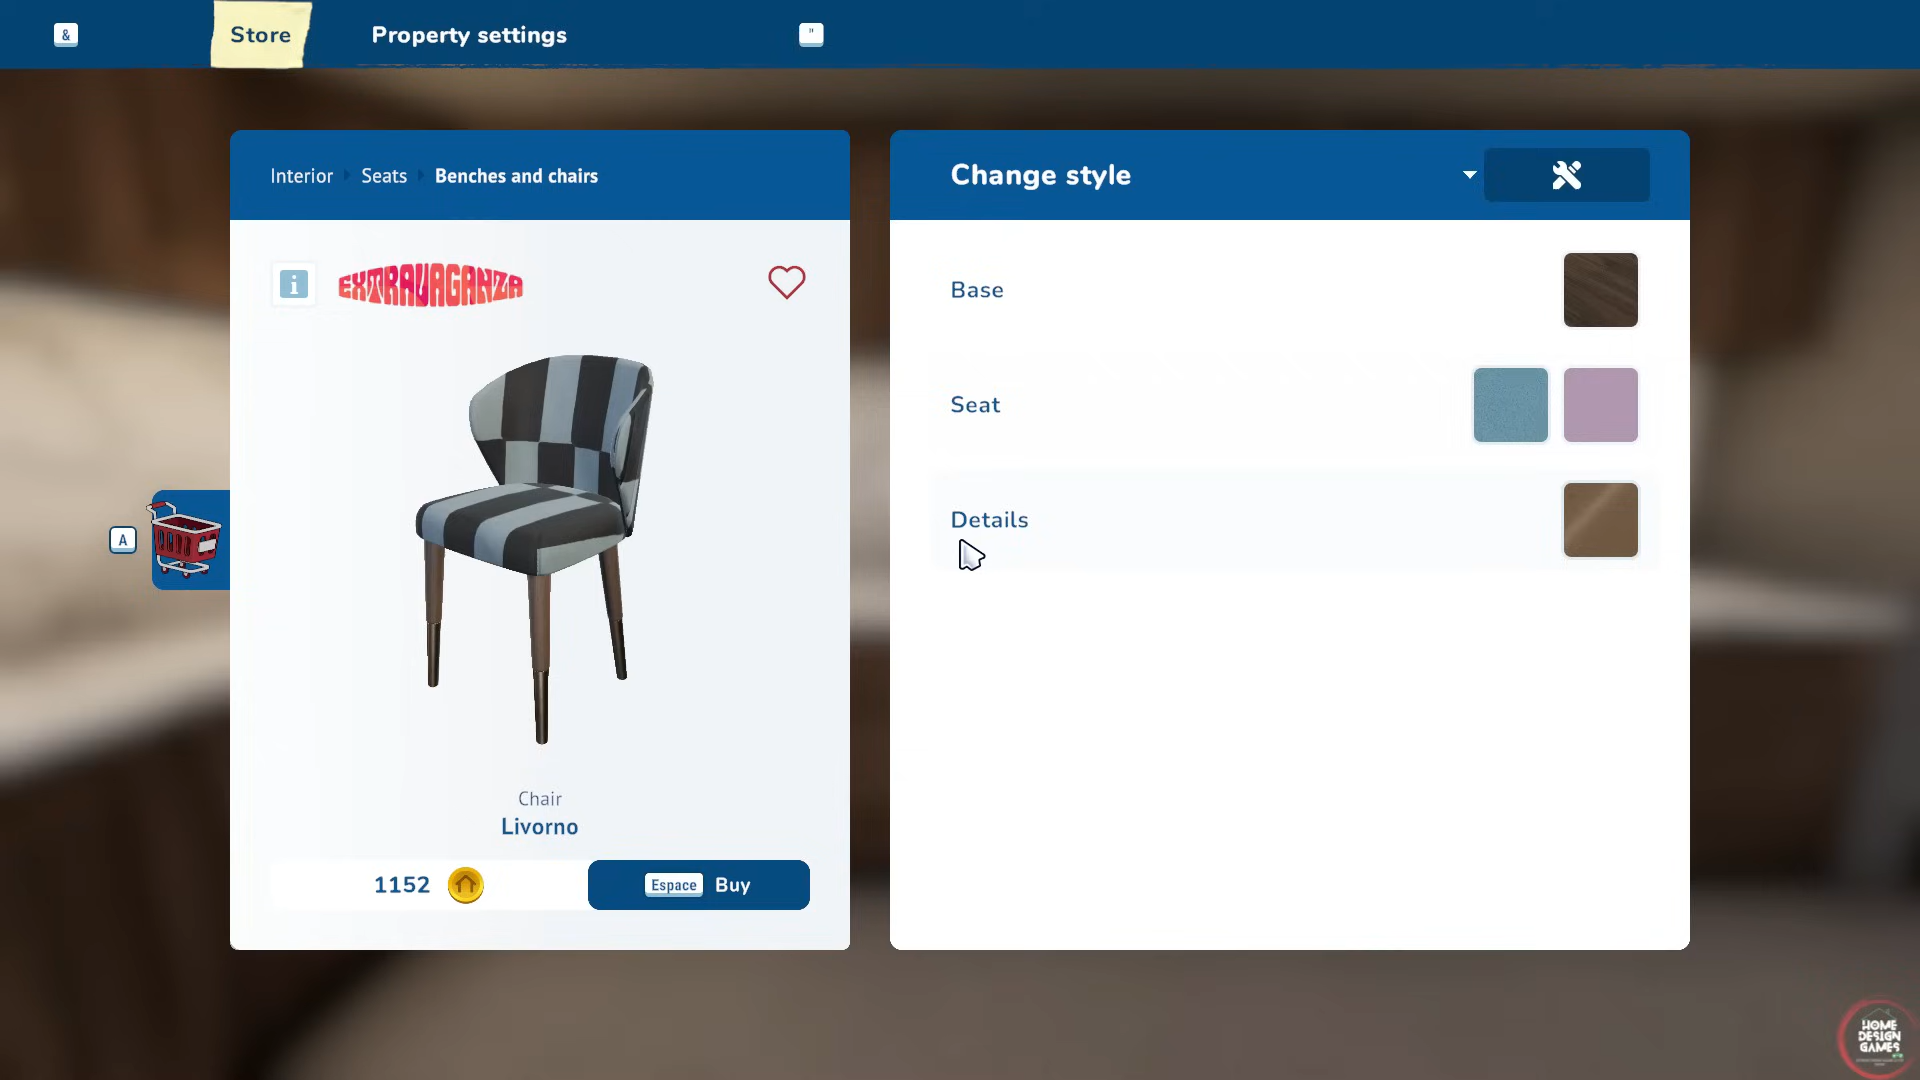 &
Store
Property settings
"
Interior
Seats
Benches and chairs
Change style
i
EXTRAVAGANZA
Base
Seat
A
Details
Chair
Livorno
1152
Espace
Buy
HOME
DESIGN
GAMES